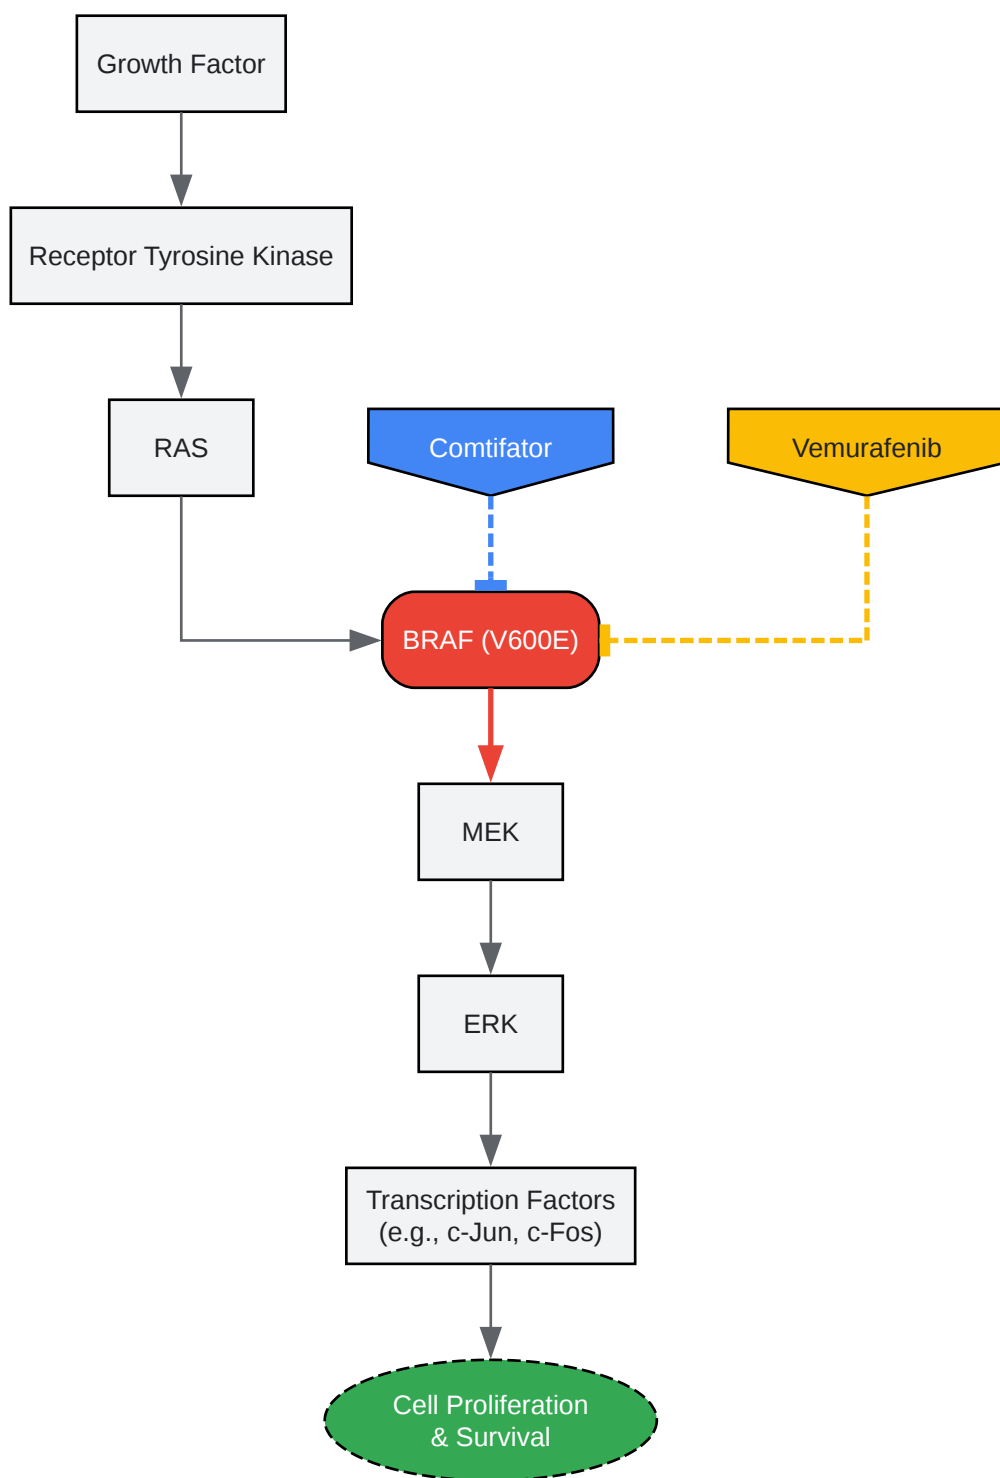 Growth Factor
Receptor Tyrosine Kinase
RAS
Comtifator
Vemurafenib
BRAF (V600E)
MEK
ERK
Transcription Factors
(e.g., c-Jun, c-Fos)
Cell Proliferation
& Survival